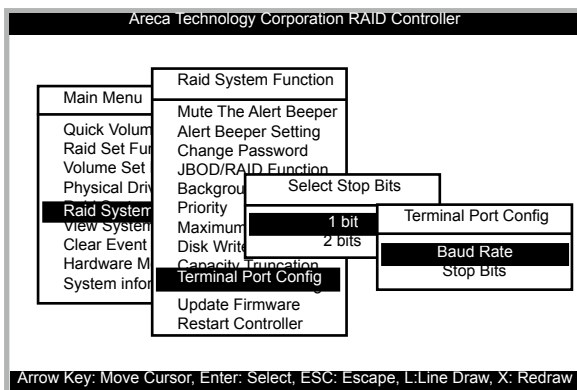 Areca Technology Corporation RAID Controller
Main Menu
Quick Volum
Raid Set Fun
Volume Set
Physical Driv
Raid System
View System
Clear Event
Hardware M
System infor
Raid System Function
Mute The Alert Beeper
Alert Beeper Setting
Change Password
JBOD/RAID Function
Backgrou
Priority
Maximum
Disk Write
Capacity Truncation
Terminal Port Config
Update Firmware
Restart Controller
Select Stop Bits
1 bit
2 bits
Terminal Port Config
Baud Rate
Stop Bits
Arrow Key: Move Cursor, Enter: Select, ESC: Escape, L:Line Draw, X: Redraw